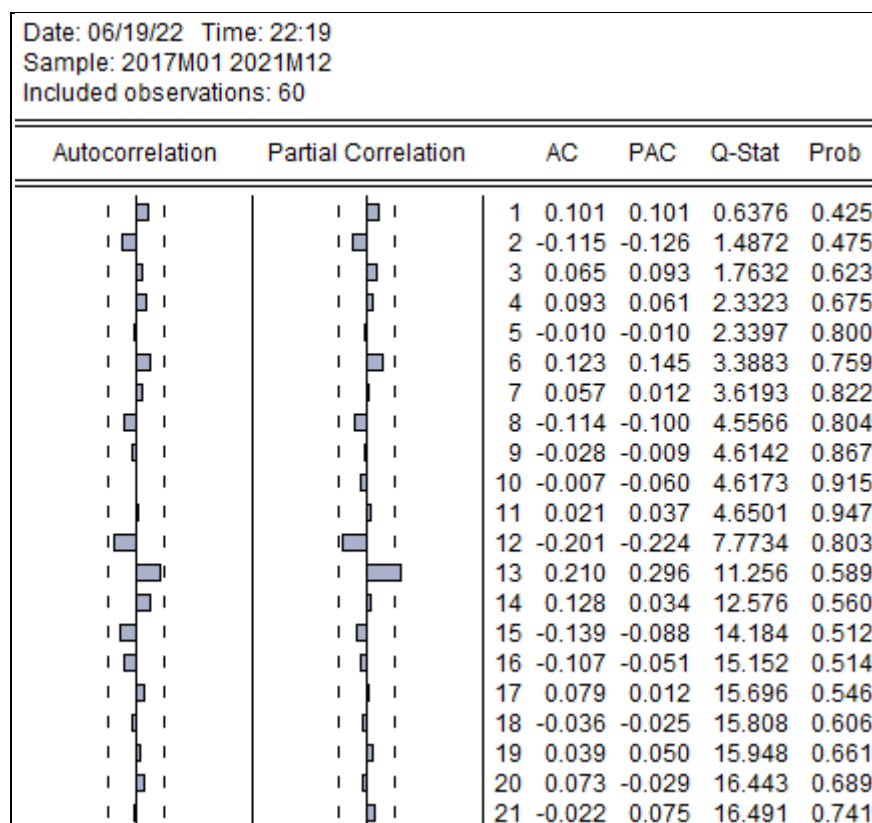 Date: 06/19/22 Time: 22:19
Sample: 2017M01 2021M12
Included observations: 60
Autocorrelation Partial Correlation AC PAC Q-Stat Prob
1 0.101 0.101 0.6376 0.425
2 -0.115 -0.126 1.4872 0.475
3 0.065 0.093 1.7632 0.623
4 0.093 0.061 2.3323 0.675
5 -0.010 -0.010 2.3397 0.800
6 0.123 0.145 3.3883 0.759
7 0.057 0.012 3.6193 0.822
8 -0.114 -0.100 4.5566 0.804
9 -0.028 -0.009 4.6142 0.867
10 -0.007 -0.060 4.6173 0.915
11 0.021 0.037 4.6501 0.947
12 -0.201 -0.224 7.7734 0.803
13 0.210 0.296 11.256 0.589
14 0.128 0.034 12.576 0.560
15 -0.139 -0.088 14.184 0.512
16 -0.107 -0.051 15.152 0.514
17 0.079 0.012 15.696 0.546
18 -0.036 -0.025 15.808 0.606
19 0.039 0.050 15.948 0.661
20 0.073 -0.029 16.443 0.689
21 -0.022 0.075 16.491 0.741